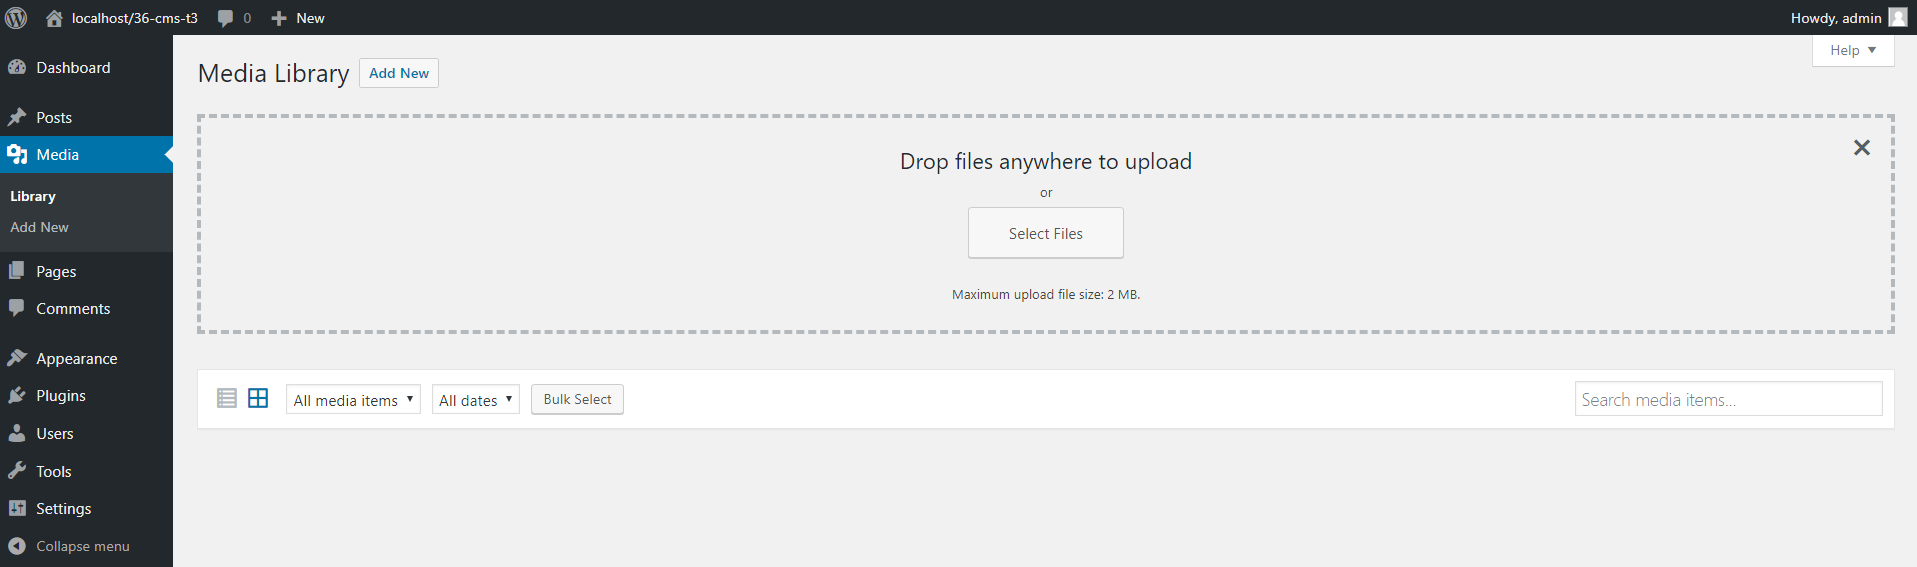 localhost/36-cms-t3 0 New Howdy, admin
Help
Dashboard
Posts
Media
Library
Add New
Pages
Comments
Appearance
Plugins
Users
Tools
Settings
Collapse menu
Media Library Add New
Drop files anywhere to upload
or
Select Files
Maximum upload file size: 2 MB.
All media items All dates Bulk Select Search media items...